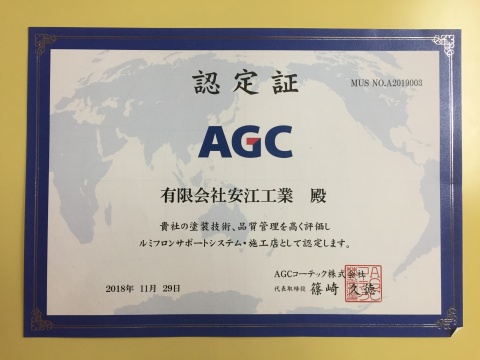 認定証
MUS NO.A2019003
AGC
有限会社安江工業 殿
貴社の塗装技術、品質管理を高く評価し
ルミフロンサポートシステム・施工店として認定します。
AGCコーテック株式会社
2018年 11月 29日
代表取締役 篠崎 久德